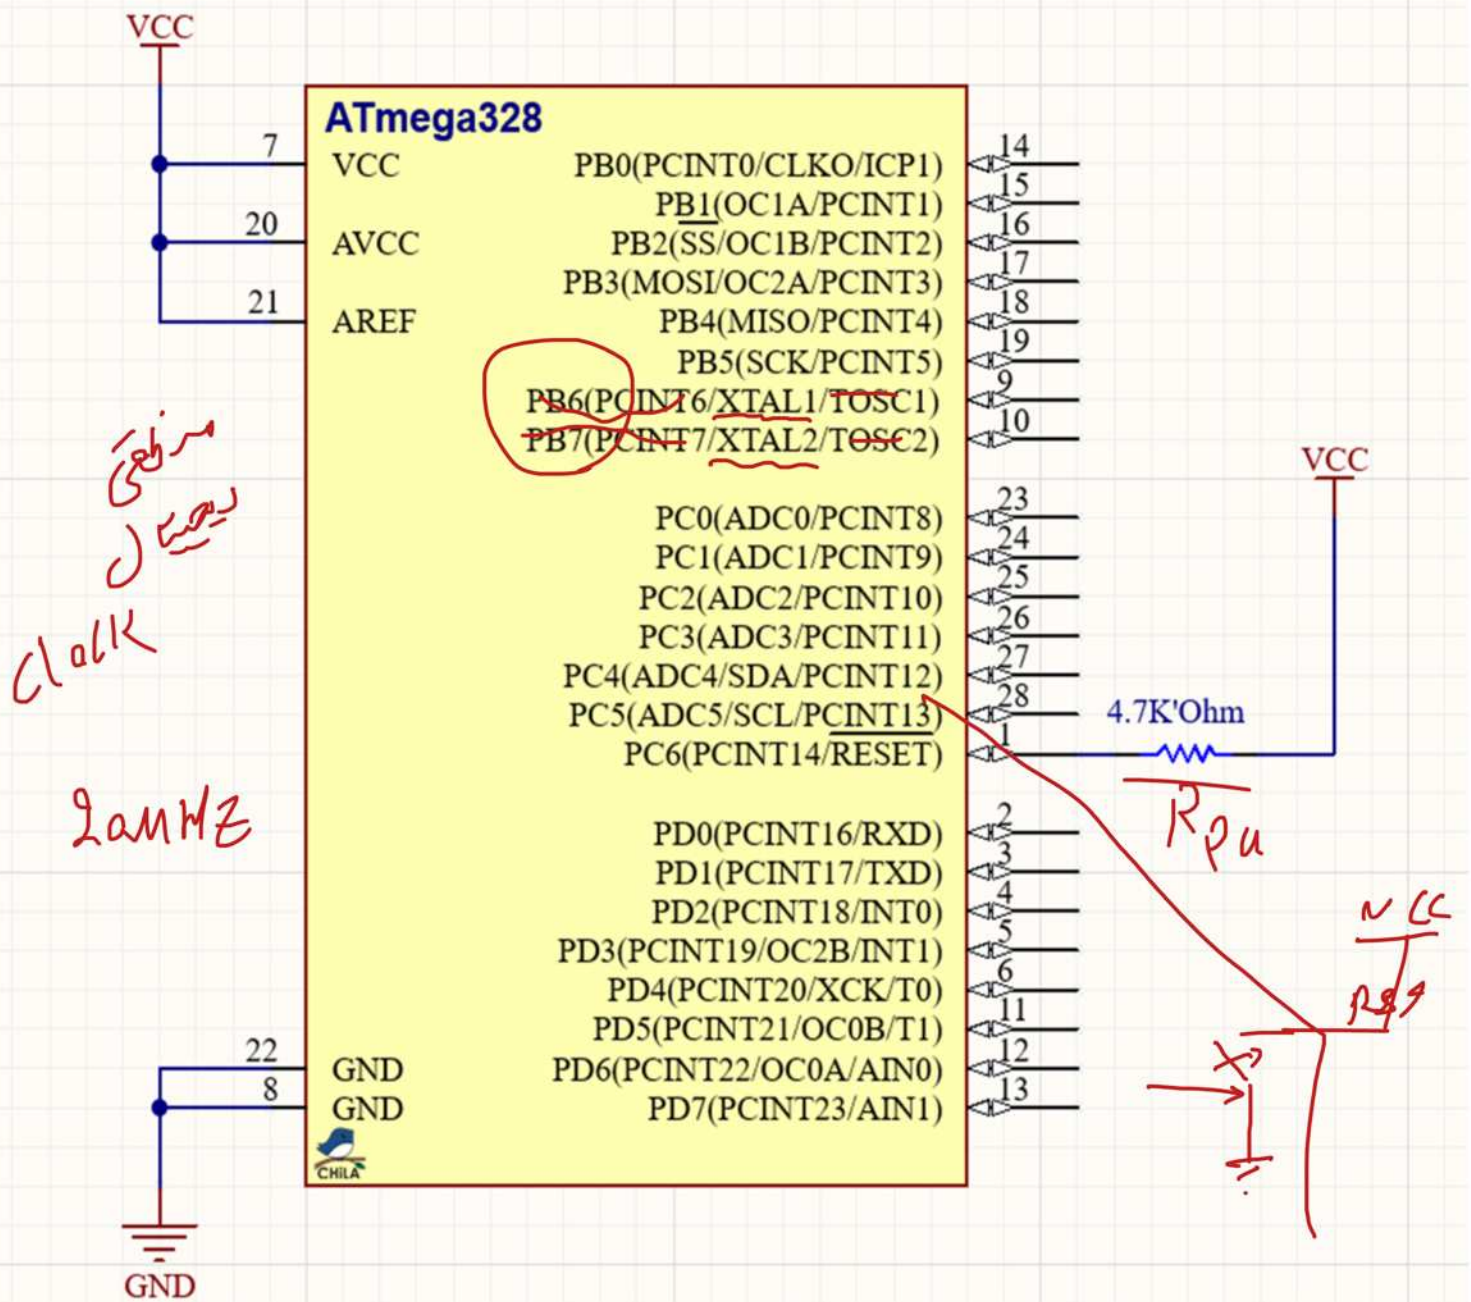 VCC
ATmega328
7 VCC
20 AVCC
21 AREF
PB0(PCINT0/CLKO/ICP1) 14
PB1(OC1A/PCINT1) 15
PB2(SS/OC1B/PCINT2) 16
PB3(MOSI/OC2A/PCINT3) 17
PB4(MISO/PCINT4) 18
PB5(SCK/PCINT5) 19
PB6(PCINT6/XTAL1/TOSC1) 9
PB7(PCINT7/XTAL2/TOSC2) 10
VCC
PC0(ADC0/PCINT8) 23
PC1(ADC1/PCINT9) 24
PC2(ADC2/PCINT10) 25
PC3(ADC3/PCINT11) 26
PC4(ADC4/SDA/PCINT12) 27
PC5(ADC5/SCL/PCINT13) 28
PC6(PCINT14/RESET) 1
4.7K'Ohm
Rpu
20MHZ
PD0(PCINT16/RXD) 2
PD1(PCINT17/TXD) 3
PD2(PCINT18/INT0) 4
PD3(PCINT19/OC2B/INT1) 5
PD4(PCINT20/XCK/T0) 6
PD5(PCINT21/OC0B/T1) 11
PD6(PCINT22/OC0A/AIN0) 12
PD7(PCINT23/AIN1) 13
22 GND
8 GND
CHiLA
GND